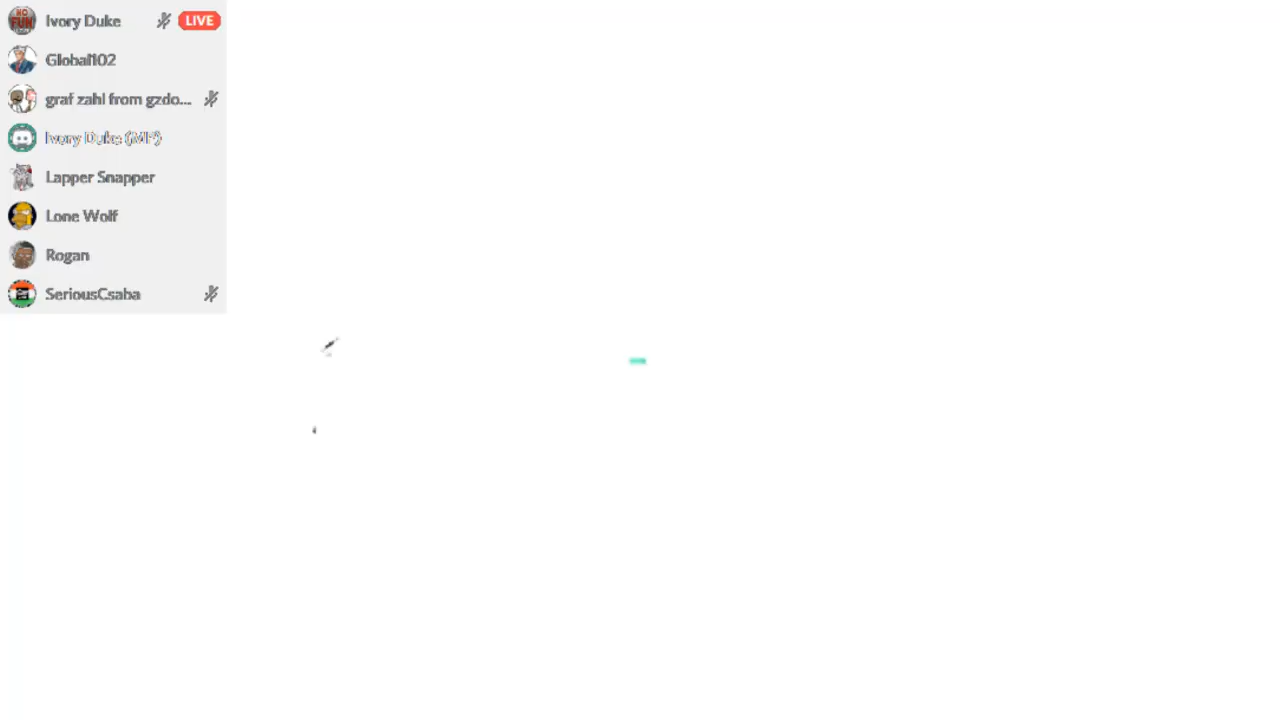 Ivory Duke LIVE
Global102
graf zahl from gzdo...
Ivory Duke (MP)
Lapper Snapper
Lone Wolf
Rogan
SeriousCsaba